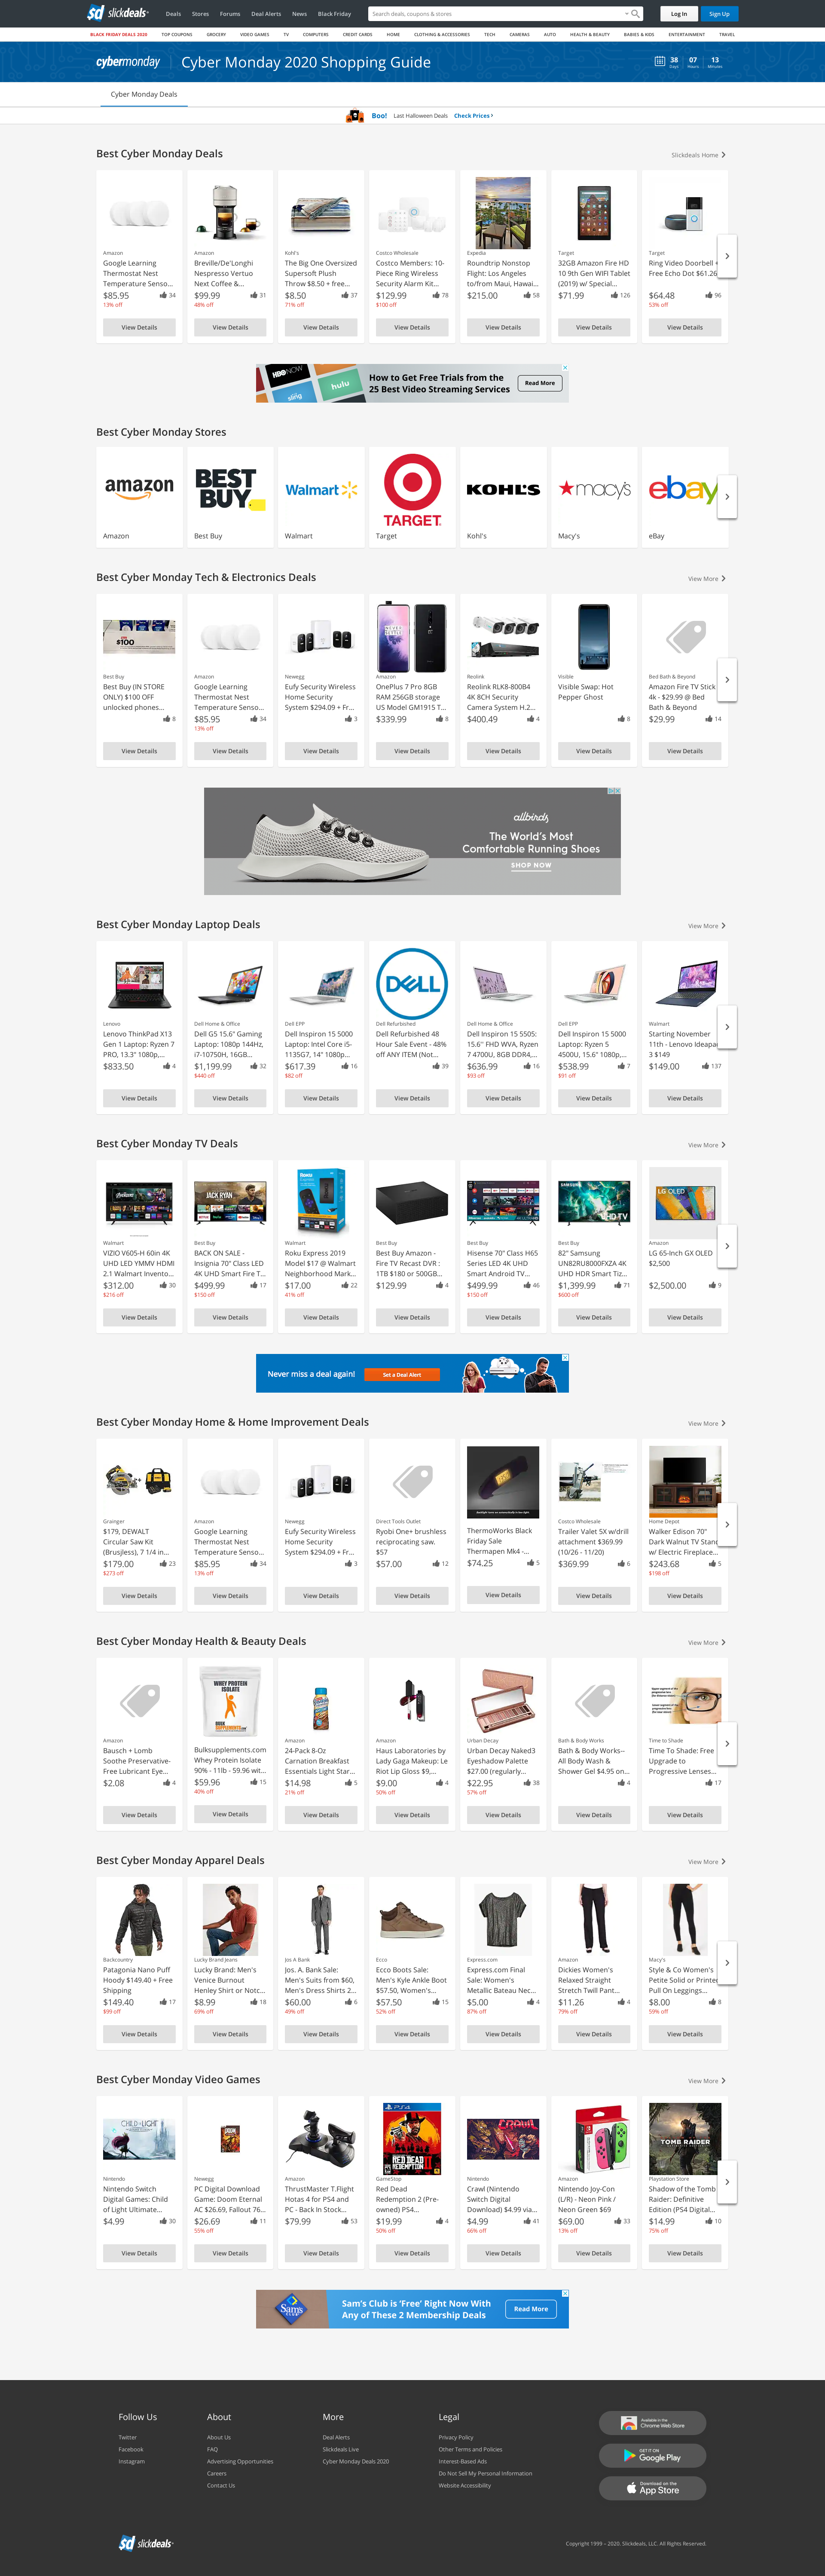 slickdeals
Deals Stores Forums Deal Alerts News Black Friday
Search deals, coupons & stores
Log In Sign Up
BLACK FRIDAY DEALS 2020 TOP COUPONS GROCERY VIDEO GAMES TV COMPUTERS CREDIT CARDS HOME CLOTHING & ACCESSORIES TECH CAMERAS AUTO HEALTH & BEAUTY BABIES & KIDS ENTERTAINMENT TRAVEL
cybermonday Cyber Monday 2020 Shopping Guide
38 07 13
Days Hours Minutes
Cyber Monday Deals
Boo! Last Halloween Deals Check Prices
Best Cyber Monday Deals
Slickdeals Home
Amazon
Google Learning
Thermostat Nest
Temperature Senso...
$85.95 34
13% off
View Details
Amazon
Breville/De'Longhi
Nespresso Vertuo
Next Coffee &...
$99.99 31
48% off
View Details
Kohl's
The Big One Oversized
Supersoft Plush
Throw $8.50 + free...
$8.50 37
71% off
View Details
Costco Wholesale
Costco Members: 10-
Piece Ring Wireless
Security Alarm Kit...
$129.99 78
$100 off
View Details
Expedia
Roundtrip Nonstop
Flight: Los Angeles
to/from Maui, Hawai...
$215.00 58
View Details
Target
32GB Amazon Fire HD
10 9th Gen WIFI Tablet
(2019) w/ Special...
$71.99 126
View Details
Target
Ring Video Doorbell +
Free Echo Dot $61.26
$64.48 96
53% off
View Details
HBO NOW
hulu
sling
How to Get Free Trials from the
25 Best Video Streaming Services
Read More
Best Cyber Monday Stores
amazon
Amazon
BEST BUY
Best Buy
Walmart
Walmart
TARGET
Target
KOHL'S
Kohl's
macy's
Macy's
ebay
eBay
Best Cyber Monday Tech & Electronics Deals
View More
$100
Best Buy
Best Buy (IN STORE
ONLY) $100 OFF
unlocked phones...
8
View Details
Amazon
Google Learning
Thermostat Nest
Temperature Senso...
$85.95 34
13% off
View Details
Newegg
Eufy Security Wireless
Home Security
System $294.09 + Fr...
3
View Details
Amazon
OnePlus 7 Pro 8GB
RAM 256GB storage
US Model GM1915 T...
$339.99 8
View Details
Reolink
Reolink RLK8-800B4
4K 8CH Security
Camera System H.2...
$400.49 4
View Details
Visible
Visible Swap: Hot
Pepper Ghost
8
View Details
Bed Bath & Beyond
Amazon Fire TV Stick
4k - $29.99 @ Bed
Bath & Beyond
$29.99 14
View Details
allbirds
The World's Most
Comfortable Running Shoes
SHOP NOW
Best Cyber Monday Laptop Deals
View More
Lenovo
Lenovo ThinkPad X13
Gen 1 Laptop: Ryzen 7
PRO, 13.3" 1080p,...
$833.50 4
View Details
Dell Home & Office
Dell G5 15.6" Gaming
Laptop: 1080p 144Hz,
i7-10750H, 16GB...
$1,199.99 32
$440 off
View Details
Dell EPP
Dell Inspiron 15 5000
Laptop: Intel Core i5-
1135G7, 14" 1080p...
$617.39 16
$82 off
View Details
DELL
Dell Refurbished
Dell Refurbished 48
Hour Sale Event - 48%
off ANY ITEM (Not...
39
View Details
Dell Home & Office
Dell Inspiron 15 5505:
15.6" FHD WVA, Ryzen
7 4700U, 8GB DDR4,...
$636.99 16
$93 off
View Details
Dell EPP
Dell Inspiron 15 5000
Laptop: Ryzen 5
4500U, 15.6" 1080p,...
$538.99 7
$91 off
View Details
Walmart
Starting November
11th - Lenovo Ideapad
3 $149
$149.00 137
View Details
Best Cyber Monday TV Deals
View More
Walmart
VIZIO V605-H 60in 4K
UHD LED YMMV HDMI
2.1 Walmart Invento...
$312.00 30
$216 off
View Details
JACK RYAN
Best Buy
BACK ON SALE -
Insignia 70" Class LED
4K UHD Smart Fire T...
$499.99 17
$150 off
View Details
Roku
Walmart
Roku Express 2019
Model $17 @ Walmart
Neighborhood Mark...
$17.00 22
41% off
View Details
Best Buy
Best Buy Amazon -
Fire TV Recast DVR :
1TB $180 or 500GB...
$129.99 4
View Details
Best Buy
Hisense 70" Class H65
Series LED 4K UHD
Smart Android TV...
$499.99 46
$150 off
View Details
SAMSUNG
UHD TV
Best Buy
82" Samsung
UN82RU8000FXZA 4K
UHD HDR Smart Tiz...
$1,399.99 71
$600 off
View Details
LG OLED
Amazon
LG 65-Inch GX OLED
$2,500
$2,500.00 9
View Details
Never miss a deal again! Set a Deal Alert
Best Cyber Monday Home & Home Improvement Deals
View More
Grainger
$179, DEWALT
Circular Saw Kit
(Brusjless), 7 1/4 in...
$179.00 23
$273 off
View Details
Amazon
Google Learning
Thermostat Nest
Temperature Senso...
$85.95 34
13% off
View Details
Newegg
Eufy Security Wireless
Home Security
System $294.09 + Fr...
3
View Details
Direct Tools Outlet
Ryobi One+ brushless
reciprocating saw.
$57
$57.00 12
View Details
ThermoWorks Black
Friday Sale
Thermapen Mk4 -...
$74.25 5
View Details
Costco Wholesale
Trailer Valet 5X w/drill
attachment $369.99
(10/26 - 11/20)
$369.99 6
View Details
Home Depot
Walker Edison 70"
Dark Walnut TV Stand
w/ Electric Fireplace...
$243.68 5
$198 off
View Details
Best Cyber Monday Health & Beauty Deals
View More
Amazon
Bausch + Lomb
Soothe Preservative-
Free Lubricant Eye...
$2.08 4
View Details
WHEY PROTEIN
ISOLATE
Bulksupplements.com
Whey Protein Isolate
90% - 11lb - 59.96 wit...
$59.96 15
40% off
View Details
Amazon
24-Pack 8-Oz
Carnation Breakfast
Essentials Light Star...
$14.98 5
21% off
View Details
Amazon
Haus Laboratories by
Lady Gaga Makeup: Le
Riot Lip Gloss $9,...
$9.00 4
50% off
View Details
Urban Decay
Urban Decay Naked3
Eyeshadow Palette
$27.00 (regularly...
$22.95 38
57% off
View Details
Bath & Body Works
Bath & Body Works--
All Body Wash &
Shower Gel $4.95 on...
4
View Details
Time to Shade
Time To Shade: Free
Upgrade to
Progressive Lenses...
17
View Details
Best Cyber Monday Apparel Deals
View More
Backcountry
Patagonia Nano Puff
Hoody $149.40 + Free
Shipping
$149.40 17
$99 off
View Details
Lucky Brand Jeans
Lucky Brand: Men's
Venice Burnout
Henley Shirt or Notc...
$8.99 18
69% off
View Details
Jos A Bank
Jos. A. Bank Sale:
Men's Suits from $60,
Men's Dress Shirts 2...
$60.00 6
49% off
View Details
Ecco
Ecco Boots Sale:
Men's Kyle Ankle Boot
$57.50, Women's...
$57.50 15
52% off
View Details
Express.com
Express.com Final
Sale: Women's
Metallic Bateau Nec...
$5.00 4
87% off
View Details
Amazon
Dickies Women's
Relaxed Straight
Stretch Twill Pant...
$11.26 4
79% off
View Details
Macy's
Style & Co Women's
Petite Solid or Printed
Pull On Leggings...
$8.00 8
59% off
View Details
Best Cyber Monday Video Games
View More
CHILD of LIGHT
Nintendo
Nintendo Switch
Digital Games: Child
of Light Ultimate...
$4.99 30
View Details
DOOM
Newegg
PC Digital Download
Game: Doom Eternal
AC $26.69, Fallout 76...
$26.69 11
55% off
View Details
Amazon
ThrustMaster T.Flight
Hotas 4 for PS4 and
PC - Back In Stock...
$79.99 53
View Details
PS4
RED DEAD
REDEMPTION II
GameStop
Red Dead
Redemption 2 (Pre-
owned) PS4...
$19.99 4
50% off
View Details
CRAWL
Nintendo
Crawl (Nintendo
Switch Digital
Download) $4.99 via...
$4.99 41
66% off
View Details
Amazon
Nintendo Joy-Con
(L/R) - Neon Pink /
Neon Green $69
$69.00 33
13% off
View Details
TOMB RAIDER
Playstation Store
Shadow of the Tomb
Raider: Definitive
Edition (PS4 Digital...
$14.99 10
75% off
View Details
Sam's
Sam's Club is 'Free' Right Now With
Any of These 2 Membership Deals
Read More
Follow Us
Twitter
Facebook
Instagram
About
About Us
FAQ
Advertising Opportunities
Careers
Contact Us
More
Deal Alerts
Slickdeals Live
Cyber Monday Deals 2020
Legal
Privacy Policy
Other Terms and Policies
Interest-Based Ads
Do Not Sell My Personal Information
Website Accessibility
Available in the
Chrome Web Store
GET IT ON
Google Play
Download on the
App Store
slickdeals
Copyright 1999 - 2020. Slickdeals, LLC. All Rights Reserved.